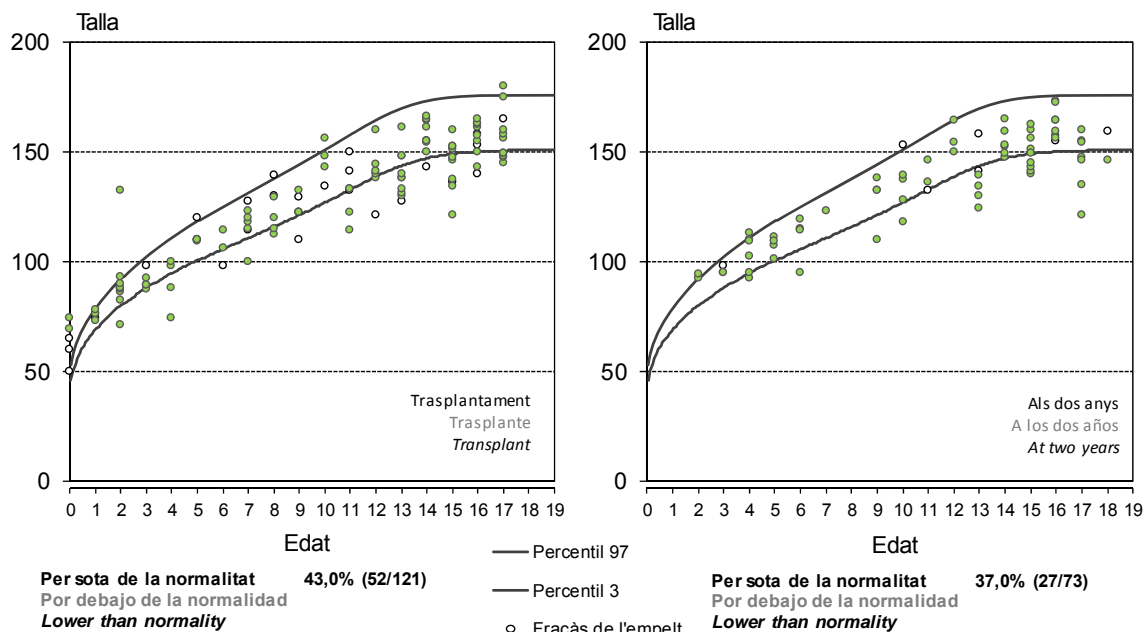 Talla
200
150
100
50
0
0 1 2 3 4 5 6 7 8 9 10 11 12 13 14 15 16 17 18 19
Trasplantament
Trasplante
Transplant
Edat
Per sota de la normalitat 43,0% (52/121)
Por debajo de la normalidad
Lower than normality
Percentil 97
Percentil 3
Fracàs de l'empelt
Talla
200
150
100
50
0
0 1 2 3 4 5 6 7 8 9 10 11 12 13 14 15 16 17 18 19
Als dos anys
A los dos años
At two years
Edat
Per sota de la normalitat 37,0% (27/73)
Por debajo de la normalidad
Lower than normality